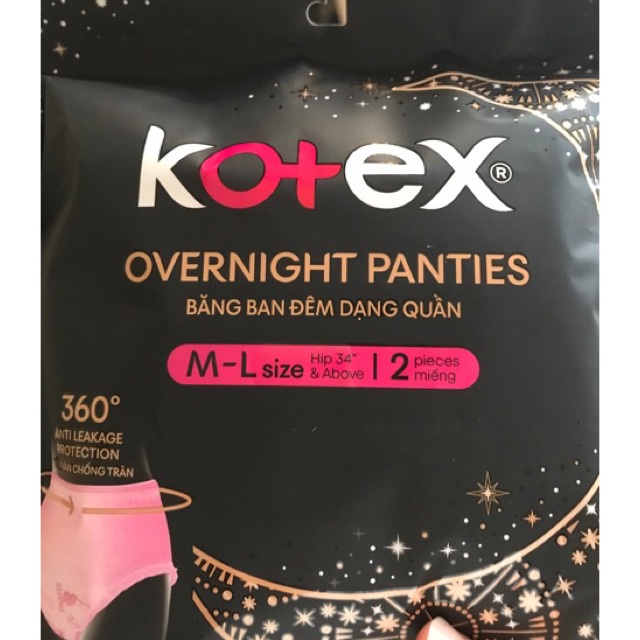 kotex®
OVERNIGHT PANTIES
BĂNG BAN ĐÊM DẠNG QUẦN
M-L size Hip 34" & Above | 2 pieces miếng
360°
ANTI LEAKAGE
PROTECTION
CHỐNG TRÀN